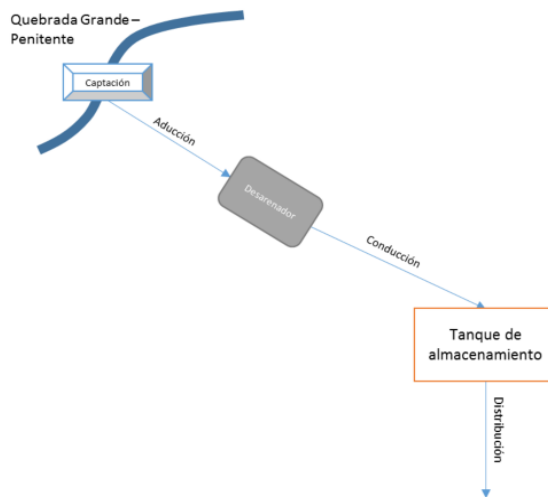 Quebrada Grande –
Penitente
Captación
Aducción
Desarenador
Conducción
Tanque de
almacenamiento
Distribución